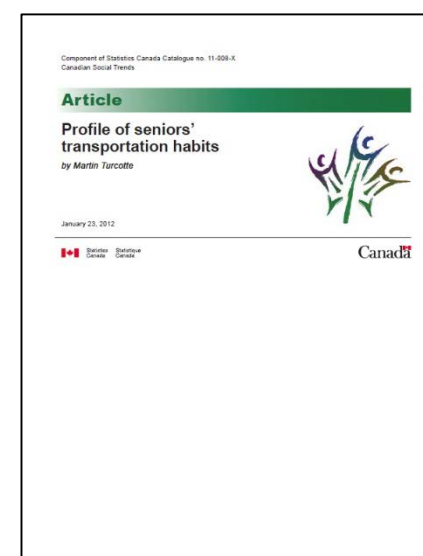 Component of Statistics Canada Catalogue no. 11-008-X
Canadian Social Trends
Article
Profile of seniors'
transportation habits
by Martin Turcotte
January 23, 2012
Statistics Statistique
Canada Canada
Canada